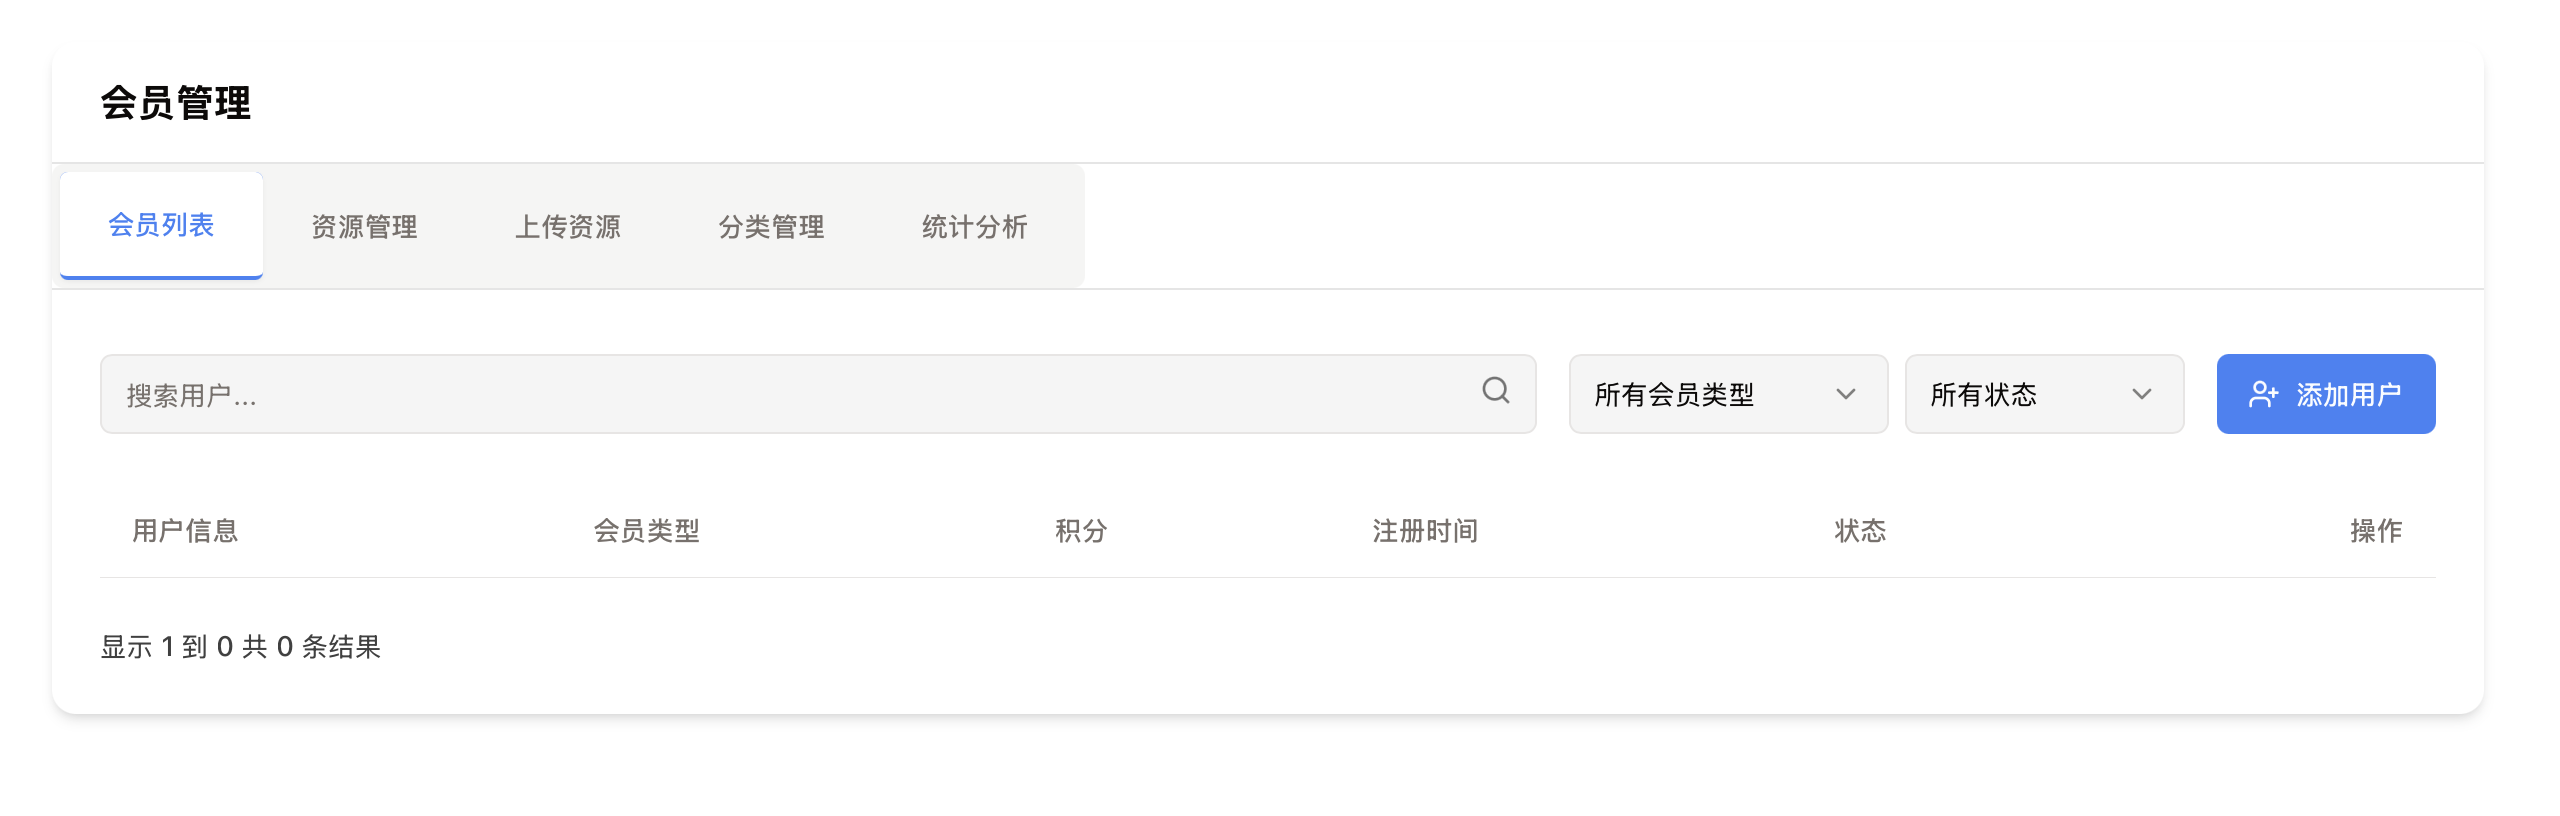 会员管理
会员列表 资源管理 上传资源 分类管理 统计分析
搜索用户... 所有会员类型 所有状态 添加用户
用户信息 会员类型 积分 注册时间 状态 操作
显示 1 到 0 共 0 条结果